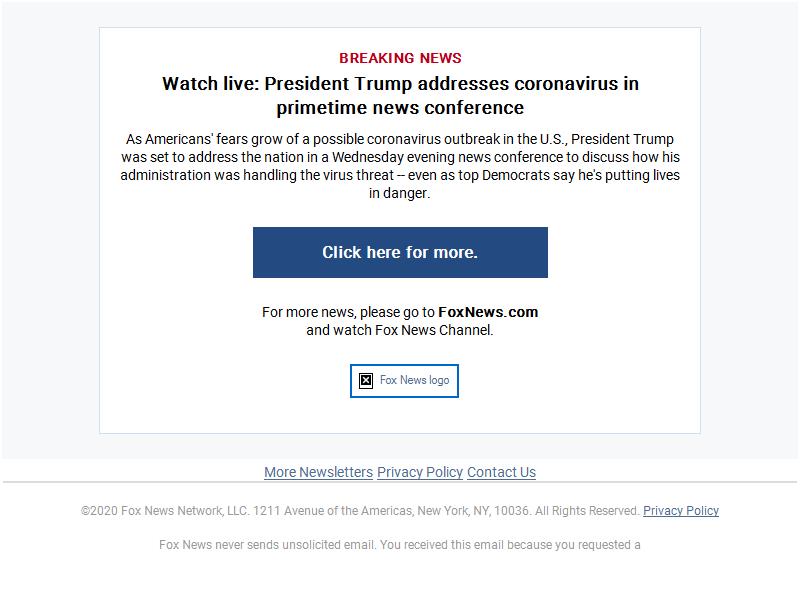 BREAKING NEWS
Watch live: President Trump addresses coronavirus in
primetime news conference
As Americans' fears grow of a possible coronavirus outbreak in the U.S., President Trump
was set to address the nation in a Wednesday evening news conference to discuss how his
administration was handling the virus threat -- even as top Democrats say he's putting lives
in danger.
Click here for more.
For more news, please go to FoxNews.com
and watch Fox News Channel.
Fox News logo
More Newsletters Privacy Policy Contact Us
©2020 Fox News Network, LLC. 1211 Avenue of the Americas, New York, NY, 10036. All Rights Reserved. Privacy Policy
Fox News never sends unsolicited email. You received this email because you requested a